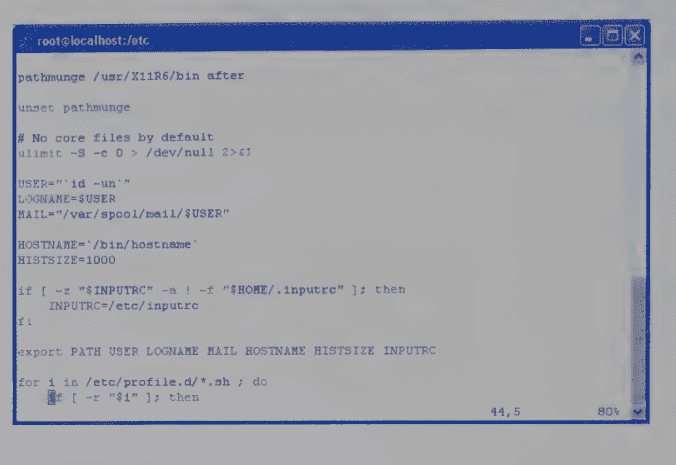 root@localhost:/etc
pathmunge /usr/X11R6/bin after
unset pathmunge
# No core files by default
ulimit -S -c 0 > /dev/null 2>&1
USER="`id -un`"
LOGNAME=$USER
MAIL="/var/spool/mail/$USER"
HOSTNAME=`/bin/hostname`
HISTSIZE=1000
if [ -z "$INPUTRC" -a ! -f "$HOME/.inputrc" ]; then
    INPUTRC=/etc/inputrc
fi
export PATH USER LOGNAME MAIL HOSTNAME HISTSIZE INPUTRC
for i in /etc/profile.d/*.sh ; do
    if [ -r "$i" ]; then
44,5 80%